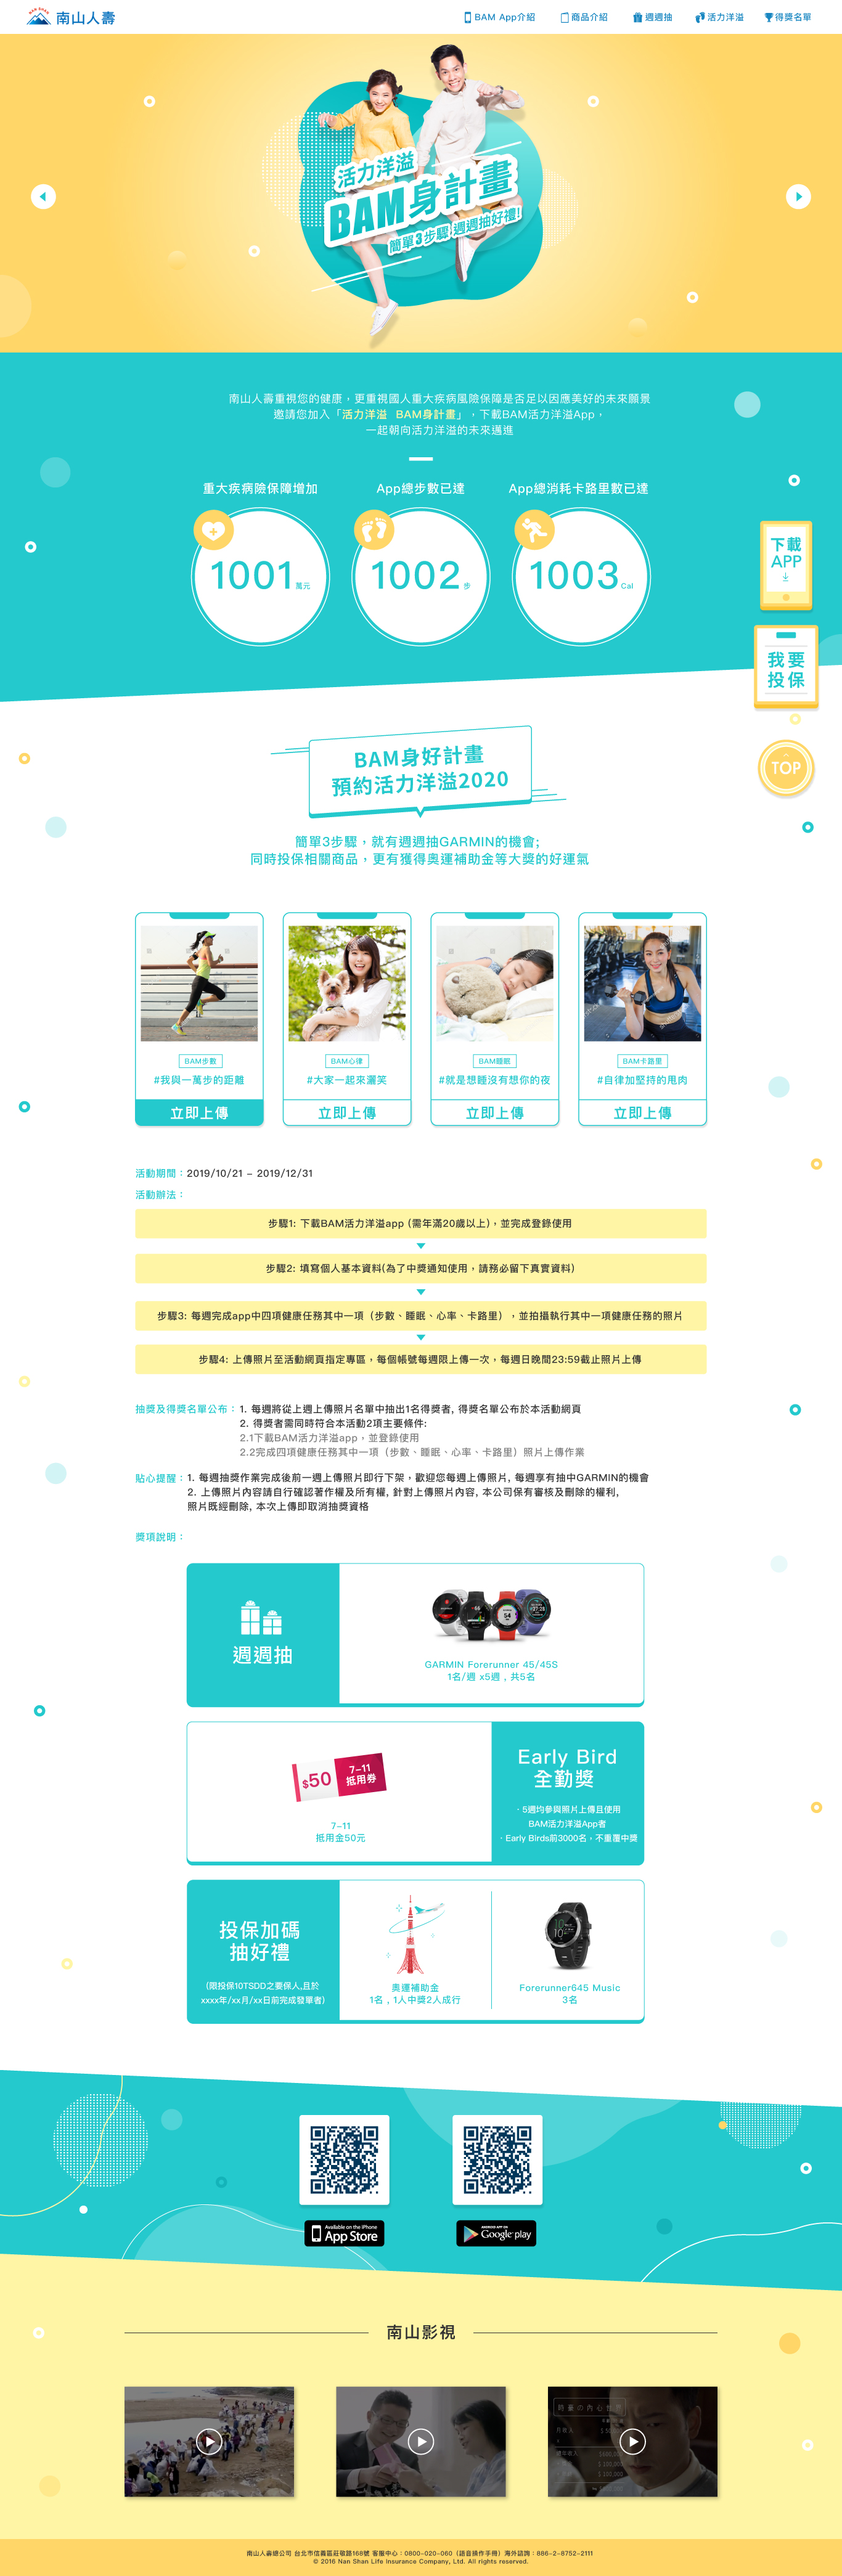 NAN SHAN
南山人壽
BAM App介紹
商品介紹
週週抽
活力洋溢
得獎名單
活力洋溢
BAM身計畫
簡單3步驟 週週抽好禮!
南山人壽重視您的健康，更重視國人重大疾病風險保障是否足以因應美好的未來願景
邀請您加入「活力洋溢 BAM身計畫」，下載BAM活力洋溢App，
一起朝向活力洋溢的未來邁進
重大疾病險保障增加
App總步數已達
App總消耗卡路里數已達
1001萬元
1002步
1003Cal
下載
APP
我要
投保
TOP
BAM身好計畫
預約活力洋溢2020
簡單3步驟，就有週週抽GARMIN的機會;
同時投保相關商品，更有獲得奧運補助金等大獎的好運氣
BAM步數
#我與一萬步的距離
立即上傳
BAM心律
#大家一起來灑笑
立即上傳
BAM睡眠
#就是想睡沒有想你的夜
立即上傳
BAM卡路里
#自律加堅持的甩肉
立即上傳
活動期間：2019/10/21 – 2019/12/31
活動辦法：
步驟1: 下載BAM活力洋溢app (需年滿20歲以上)，並完成登錄使用
步驟2: 填寫個人基本資料(為了中獎通知使用，請務必留下真實資料)
步驟3: 每週完成app中四項健康任務其中一項（步數、睡眠、心率、卡路里），並拍攝執行其中一項健康任務的照片
步驟4: 上傳照片至活動網頁指定專區，每個帳號每週限上傳一次，每週日晚間23:59截止照片上傳
抽獎及得獎名單公布：1. 每週將從上週上傳照片名單中抽出1名得獎者, 得獎名單公布於本活動網頁
2. 得獎者需同時符合本活動2項主要條件:
2.1下載BAM活力洋溢app，並登錄使用
2.2完成四項健康任務其中一項（步數、睡眠、心率、卡路里）照片上傳作業
貼心提醒：1. 每週抽獎作業完成後前一週上傳照片即行下架，歡迎您每週上傳照片, 每週享有抽中GARMIN的機會
2. 上傳照片內容請自行確認著作權及所有權, 針對上傳照片內容, 本公司保有審核及刪除的權利,
照片既經刪除, 本次上傳即取消抽獎資格
獎項說明：
週週抽
GARMIN Forerunner 45/45S
1名/週 x5週，共5名
$50
7-11
抵用券
7-11
抵用金50元
Early Bird
全勤獎
‧5週均參與照片上傳且使用
BAM活力洋溢App者
‧Early Birds前3000名，不重覆中獎
投保加碼
抽好禮
(限投保10TSDD之要保人,且於
xxxx年/xx月/xx日前完成發單者)
奧運補助金
1名，1人中獎2人成行
Forerunner645 Music
3名
Available on the iPhone
App Store
ANDROID APP ON
Google play
南山影視
月收入
南山人壽總公司 台北市信義區莊敬路168號 客服中心：0800-020-060（語音操作手冊）海外諮詢：886-2-8752-2111
© 2016 Nan Shan Life Insurance Company, Ltd. All rights reserved.